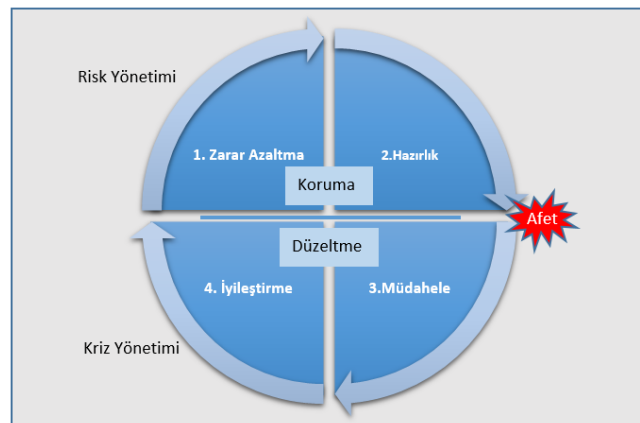 Risk Yönetimi
1. Zarar Azaltma
2.Hazırlık
Koruma
Afet
Düzeltme
4. İyileştirme
3.Müdahele
Kriz Yönetimi